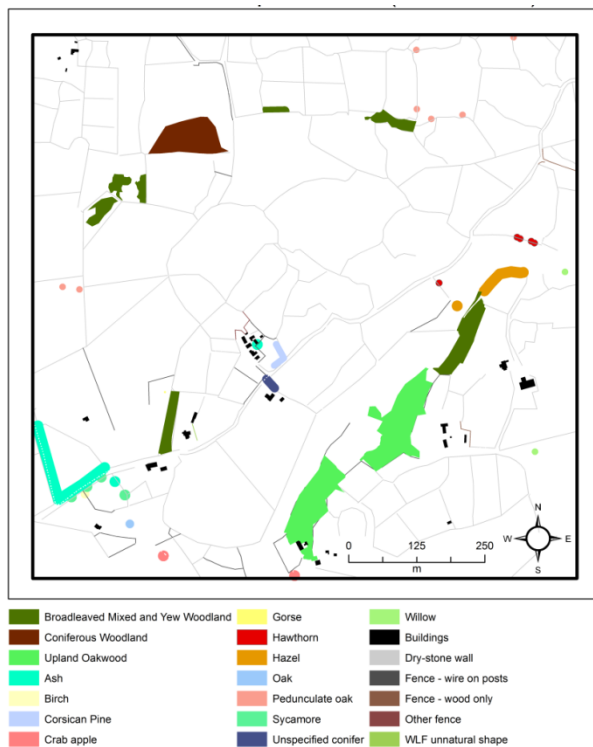 N
W E
S
0 125 250
m
Broadleaved Mixed and Yew Woodland
Coniferous Woodland
Upland Oakwood
Ash
Birch
Corsican Pine
Crab apple
Gorse
Hawthorn
Hazel
Oak
Pedunculate oak
Sycamore
Unspecified conifer
Willow
Buildings
Dry-stone wall
Fence - wire on posts
Fence - wood only
Other fence
WLF unnatural shape